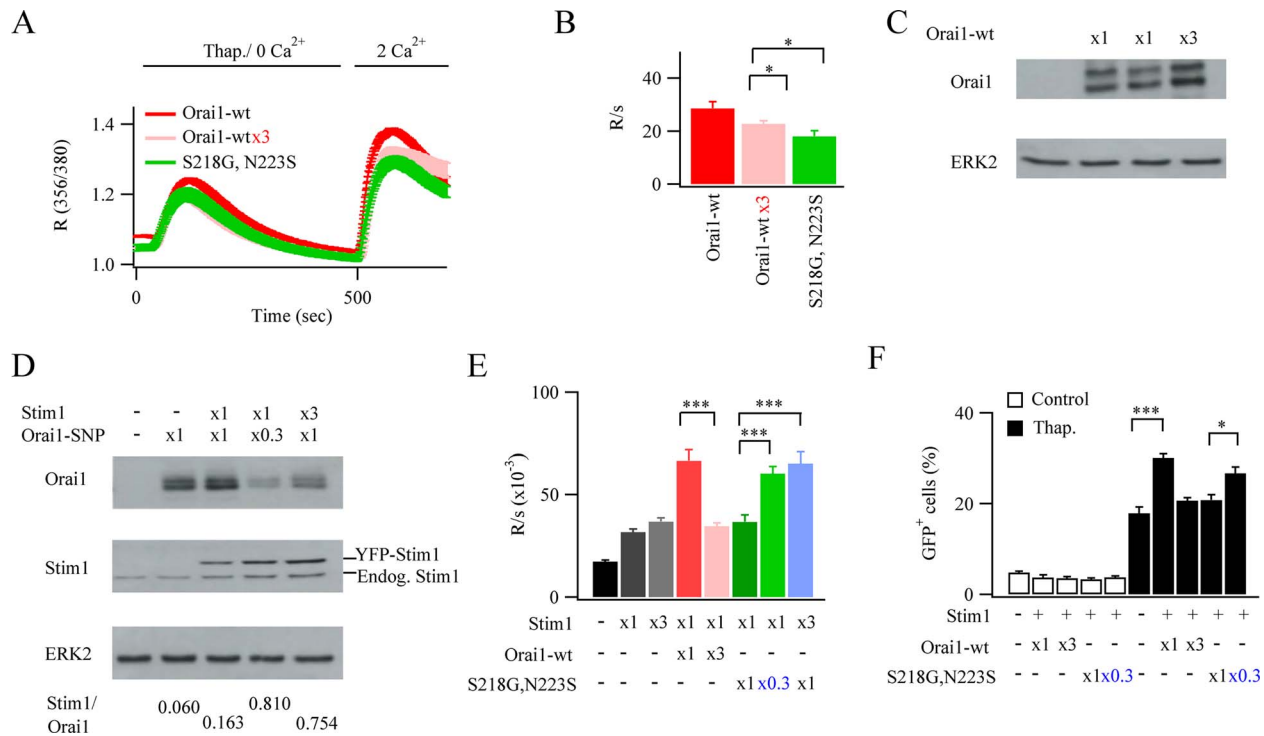 A
Thap./ 0 Ca2+ 2 Ca2+
Orai1-wt
Orai1-wtx3
S218G, N223S
R (356/380)
1.4
1.2
1.0
0 500
Time (sec)
B
* *
R/s
40
20
0
Orai1-wt
Orai1-wt x3
S218G, N223S
C
Orai1-wt x1 x1 x3
Orai1
ERK2
D
Stim1 - - x1 x1 x3
Orai1-SNP - x1 x1 x0.3 x1
Orai1
Stim1
YFP-Stim1
Endog. Stim1
ERK2
Stim1/
Orai1
0.060 0.163 0.810 0.754
E
R/s (x10-3)
100
50
0
*** *** ***
Stim1 - x1 x3 x1 x1 x1 x1 x3
Orai1-wt - - - x1 x3 - - -
S218G,N223S - - - - - x1 x0.3 x1
F
Control
Thap.
GFP+ cells (%)
40
20
0
*** *
Stim1 - + + + + - + + + +
Orai1-wt - x1 x3 - - - x1 x3 - -
S218G,N223S - - - x1 x0.3 - - - x1 x0.3